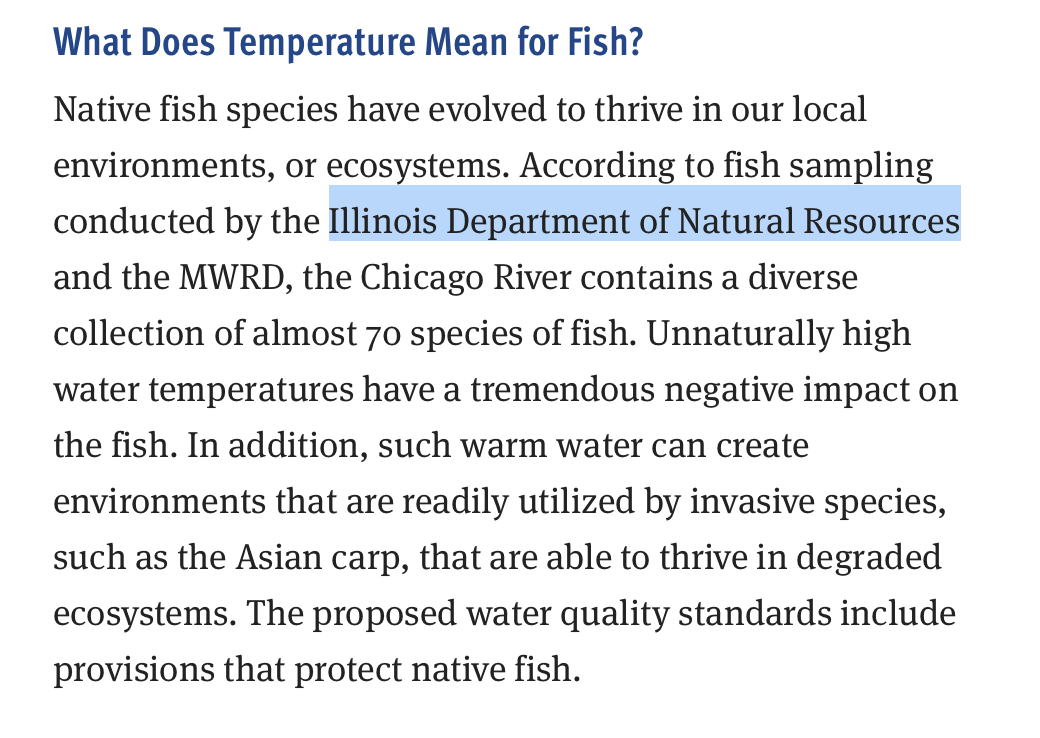 What Does Temperature Mean for Fish?
Native fish species have evolved to thrive in our local
environments, or ecosystems. According to fish sampling
conducted by the Illinois Department of Natural Resources
and the MWRD, the Chicago River contains a diverse
collection of almost 70 species of fish. Unnaturally high
water temperatures have a tremendous negative impact on
the fish. In addition, such warm water can create
environments that are readily utilized by invasive species,
such as the Asian carp, that are able to thrive in degraded
ecosystems. The proposed water quality standards include
provisions that protect native fish.